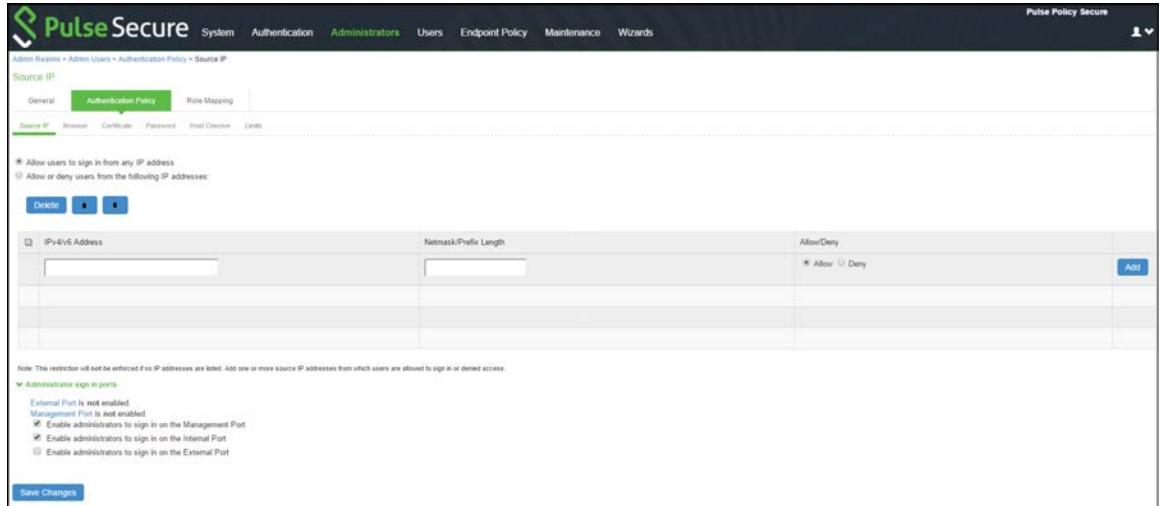 Pulse Policy Secure
Pulse Secure System Authentication Administrators Users Endpoint Policy Maintenance Wizards
Admin Realms > Admin Users > Authentication Policy > Source IP
Source IP
General Authentication Policy Role Mapping
Source IP Browser Certificate Password Host Checker Limits
Allow users to sign in from any IP address
Allow or deny users from the following IP addresses:
Delete
IPv4/v6 Address Netmask/Prefix Length Allow/Deny
Allow Deny Add
Note: This restriction will not be enforced if no IP addresses are listed. Add one or more source IP addresses from which users are allowed to sign in or denied access.
Administrator sign in ports
External Port is not enabled.
Management Port is not enabled
Enable administrators to sign in on the Management Port
Enable administrators to sign in on the Internal Port
Enable administrators to sign in on the External Port
Save Changes